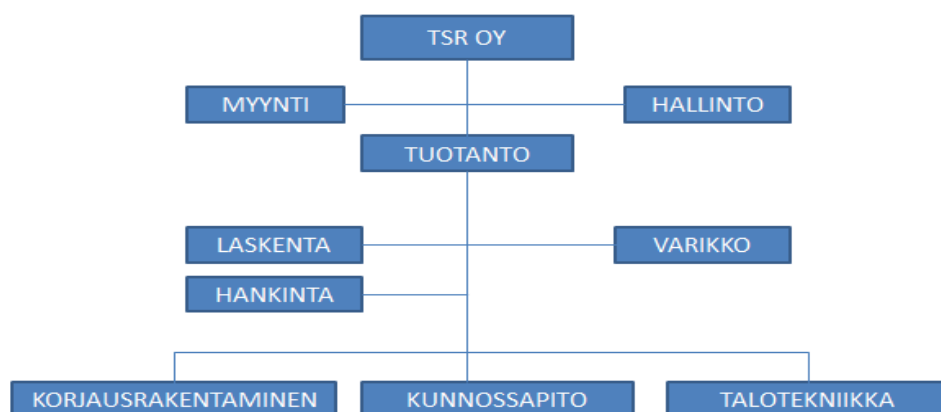 TSR OY
MYYNTI
HALLINTO
TUOTANTO
LASKENTA
VARIKKO
HANKINTA
KORJAUSRAKENTAMINEN
KUNNOSSAPITO
TALOTEKNIIKKA